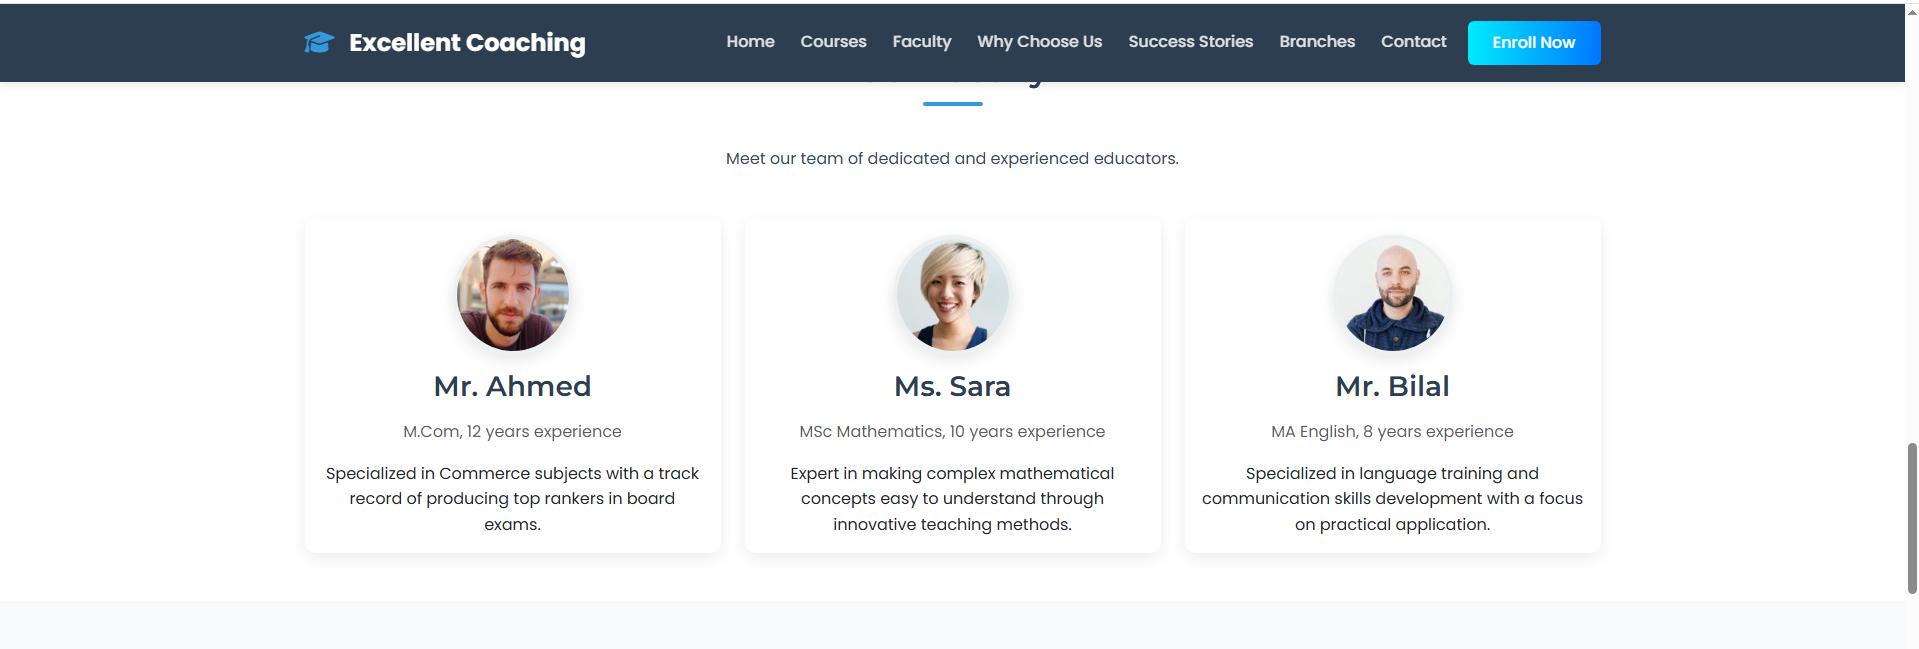 Excellent Coaching
Home Courses Faculty Why Choose Us Success Stories Branches Contact Enroll Now
Meet our team of dedicated and experienced educators.
Mr. Ahmed
M.Com, 12 years experience
Specialized in Commerce subjects with a track
record of producing top rankers in board
exams.
Ms. Sara
MSc Mathematics, 10 years experience
Expert in making complex mathematical
concepts easy to understand through
innovative teaching methods.
Mr. Bilal
MA English, 8 years experience
Specialized in language training and
communication skills development with a focus
on practical application.